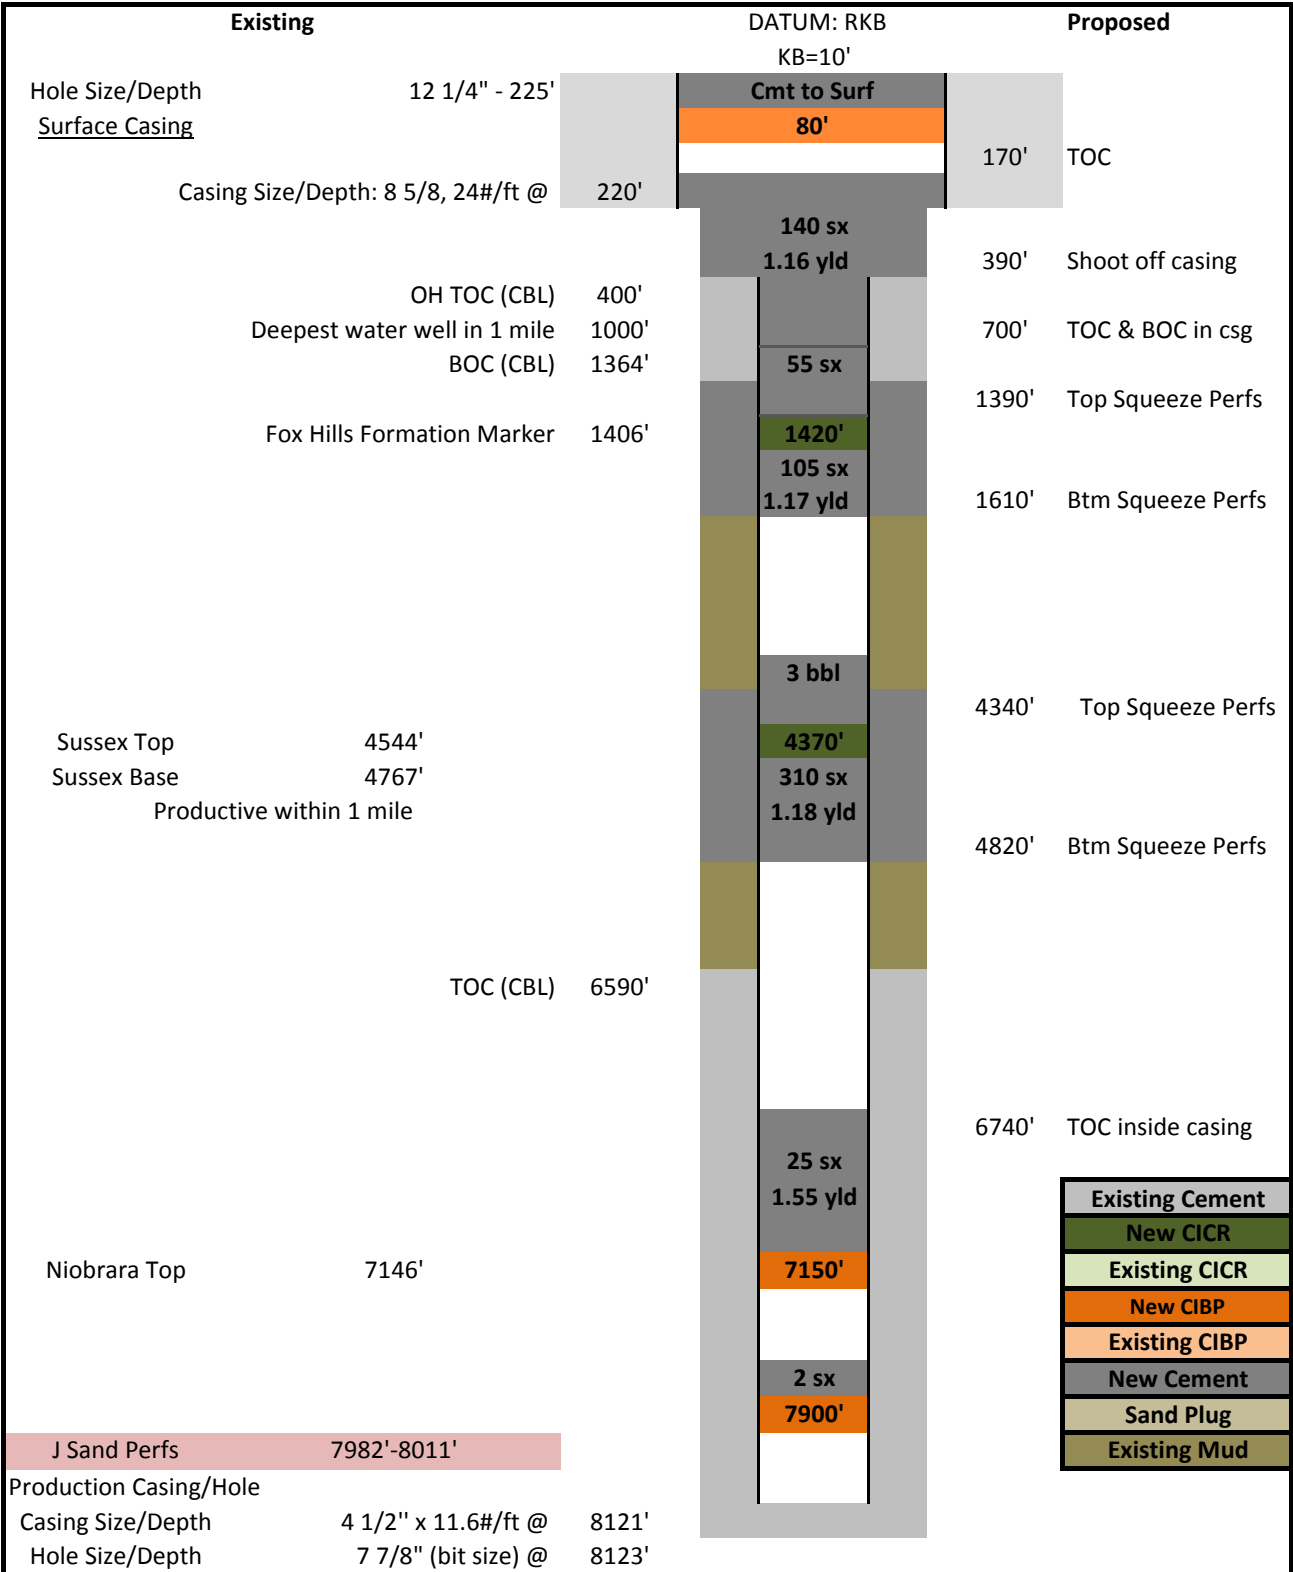 Existing DATUM: RKB Proposed
KB=10'
Hole Size/Depth 12 1/4" - 225' Cmt to Surf
Surface Casing 80'
170' TOC
Casing Size/Depth: 8 5/8, 24#/ft @ 220'
140 sx
1.16 yld 390' Shoot off casing
OH TOC (CBL) 400'
Deepest water well in 1 mile 1000' 700' TOC & BOC in csg
BOC (CBL) 1364' 55 sx
1390' Top Squeeze Perfs
Fox Hills Formation Marker 1406' 1420'
105 sx
1.17 yld 1610' Btm Squeeze Perfs
3 bbl
4340' Top Squeeze Perfs
Sussex Top 4544' 4370'
Sussex Base 4767' 310 sx
Productive within 1 mile 1.18 yld
4820' Btm Squeeze Perfs
TOC (CBL) 6590'
6740' TOC inside casing
25 sx
1.55 yld Existing Cement
New CICR
Niobrara Top 7146' 7150' Existing CICR
New CIBP
Existing CIBP
2 sx New Cement
7900' Sand Plug
J Sand Perfs 7982'-8011' Existing Mud
Production Casing/Hole
Casing Size/Depth 4 1/2'' x 11.6#/ft @ 8121'
Hole Size/Depth 7 7/8" (bit size) @ 8123'